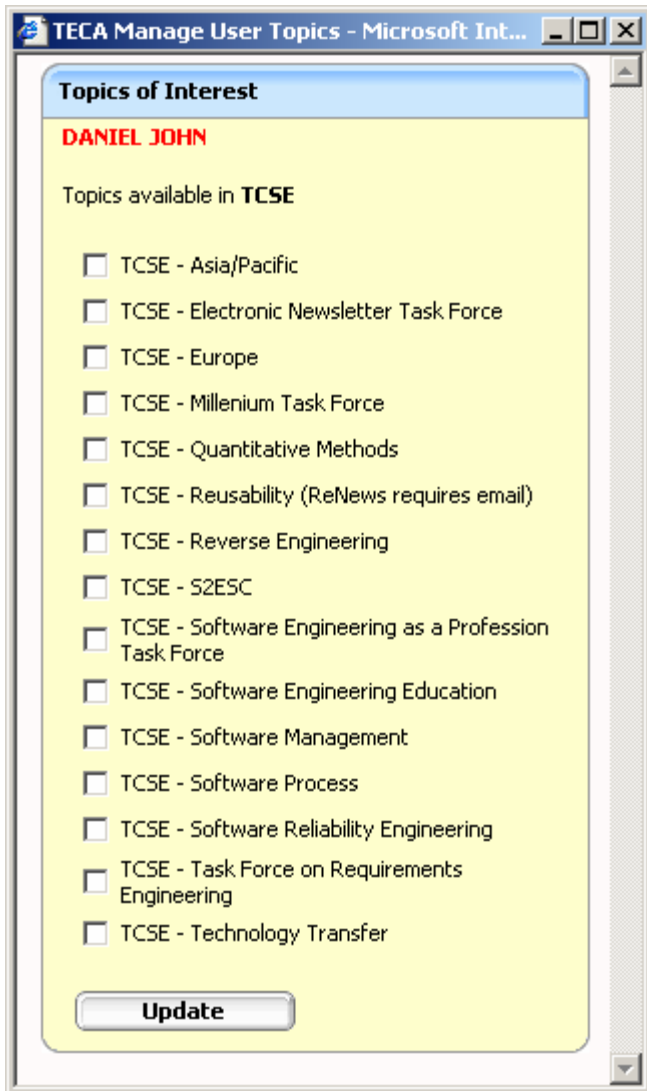 TECA Manage User Topics - Microsoft Int...
Topics of Interest
DANIEL JOHN
Topics available in TCSE
TCSE - Asia/Pacific
TCSE - Electronic Newsletter Task Force
TCSE - Europe
TCSE - Millenium Task Force
TCSE - Quantitative Methods
TCSE - Reusability (ReNews requires email)
TCSE - Reverse Engineering
TCSE - S2ESC
TCSE - Software Engineering as a Profession
Task Force
TCSE - Software Engineering Education
TCSE - Software Management
TCSE - Software Process
TCSE - Software Reliability Engineering
TCSE - Task Force on Requirements
Engineering
TCSE - Technology Transfer
Update